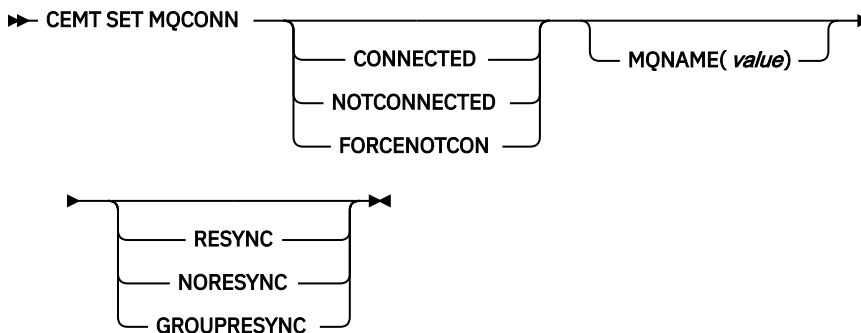 CEMT SET MQCONN
CONNECTED
NOTCONNECTED
FORCENOTCON
MQNAME( value)
RESYNC
NORESYNC
GROUPRESYNC